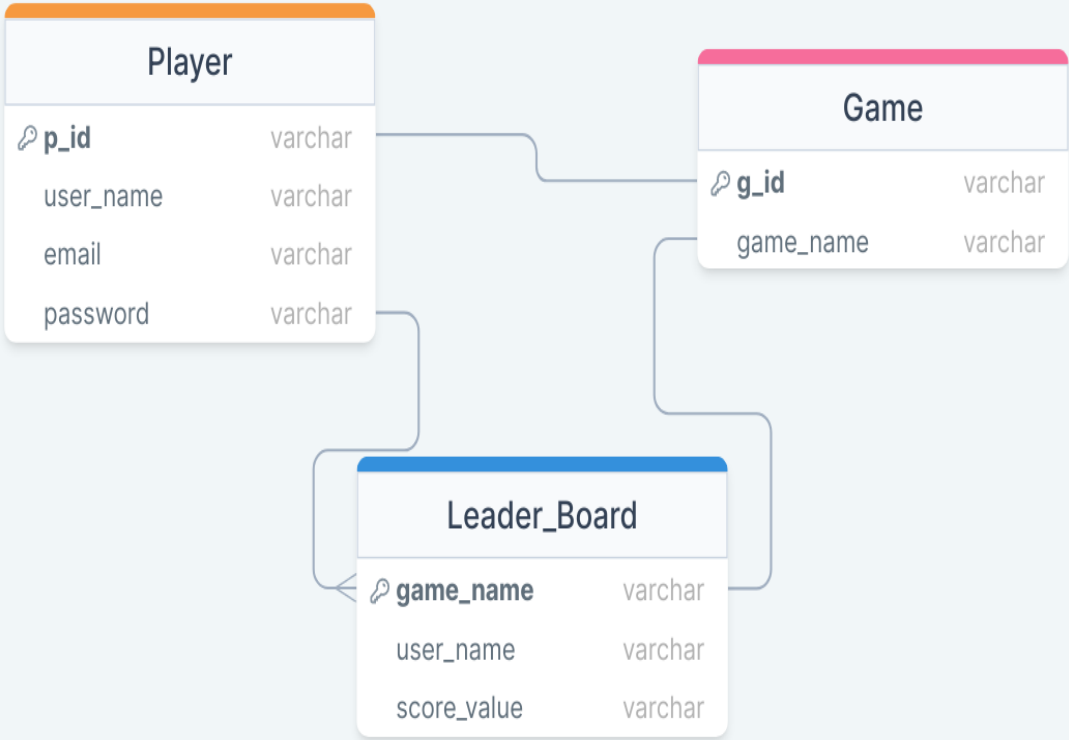 Player
p_id varchar
user_name varchar
email varchar
password varchar
Game
g_id varchar
game_name varchar
Leader_Board
game_name varchar
user_name varchar
score_value varchar